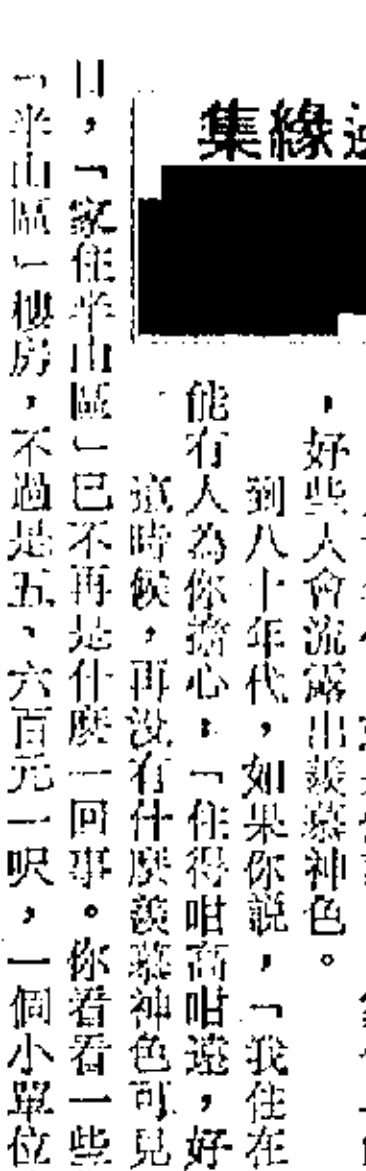 緣集
，好些人會流露出羨慕神色。
到八十年代，如果你說，「我住在
能有人為你擔心：「住得咁高咁遠，好
這時候，再沒有什麼羨慕神色可見
日，「家住半山區」已不再是什麼一回事。你看看一些
「半山區」樓房，不過是五、六百元一呎，一個小單位